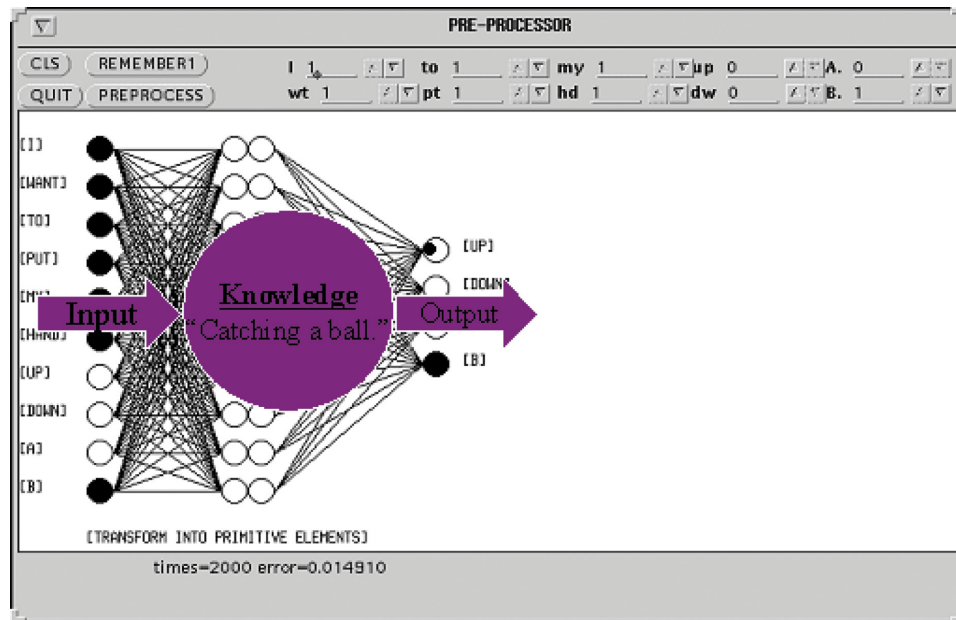 PRE-PROCESSOR
CLS REMEMBER1 I 1 to 1 my 1 up 0 A. 0
QUIT PREPROCESS wt 1 pt 1 hd 1 dw 0 B. 1
[I]
[WANT]
[TO]
[PUT]
[MY]
[HAND]
[UP]
[DOWN]
[A]
[B]
Input
Knowledge
“Catching a ball.”
Output
[UP]
[DOWN]
[B]
[TRANSFORM INTO PRIMITIVE ELEMENTS]
times=2000 error=0.014910